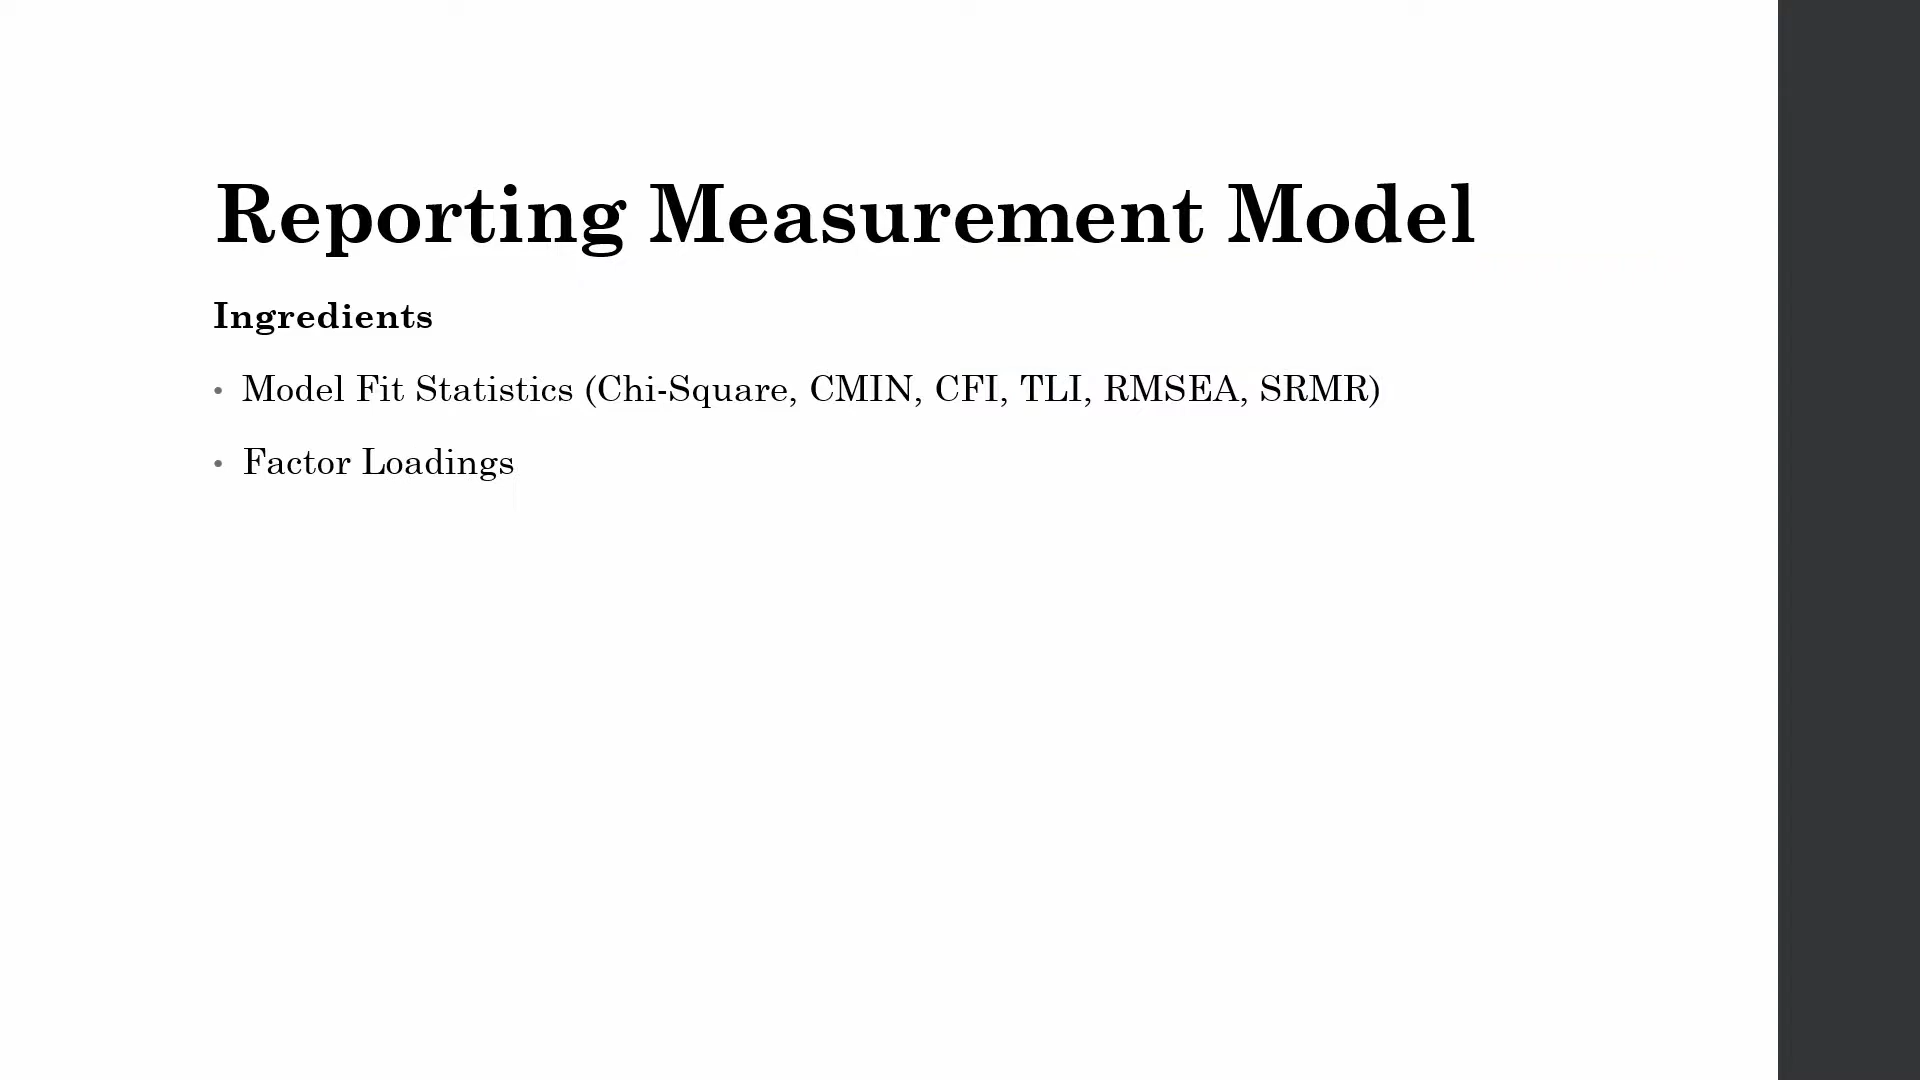 Reporting Measurement Model
Ingredients
• Model Fit Statistics (Chi-Square, CMIN, CFI, TLI, RMSEA, SRMR)
• Factor Loadings